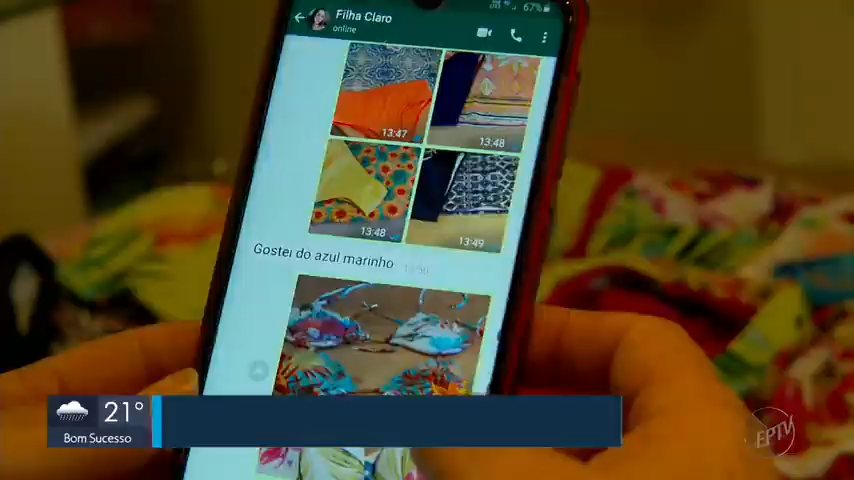 67%
Filha Claro
online
13:47
13:48
13:48
13:49
Gostei do azul marinho
21°
Bom Sucesso
EPTV